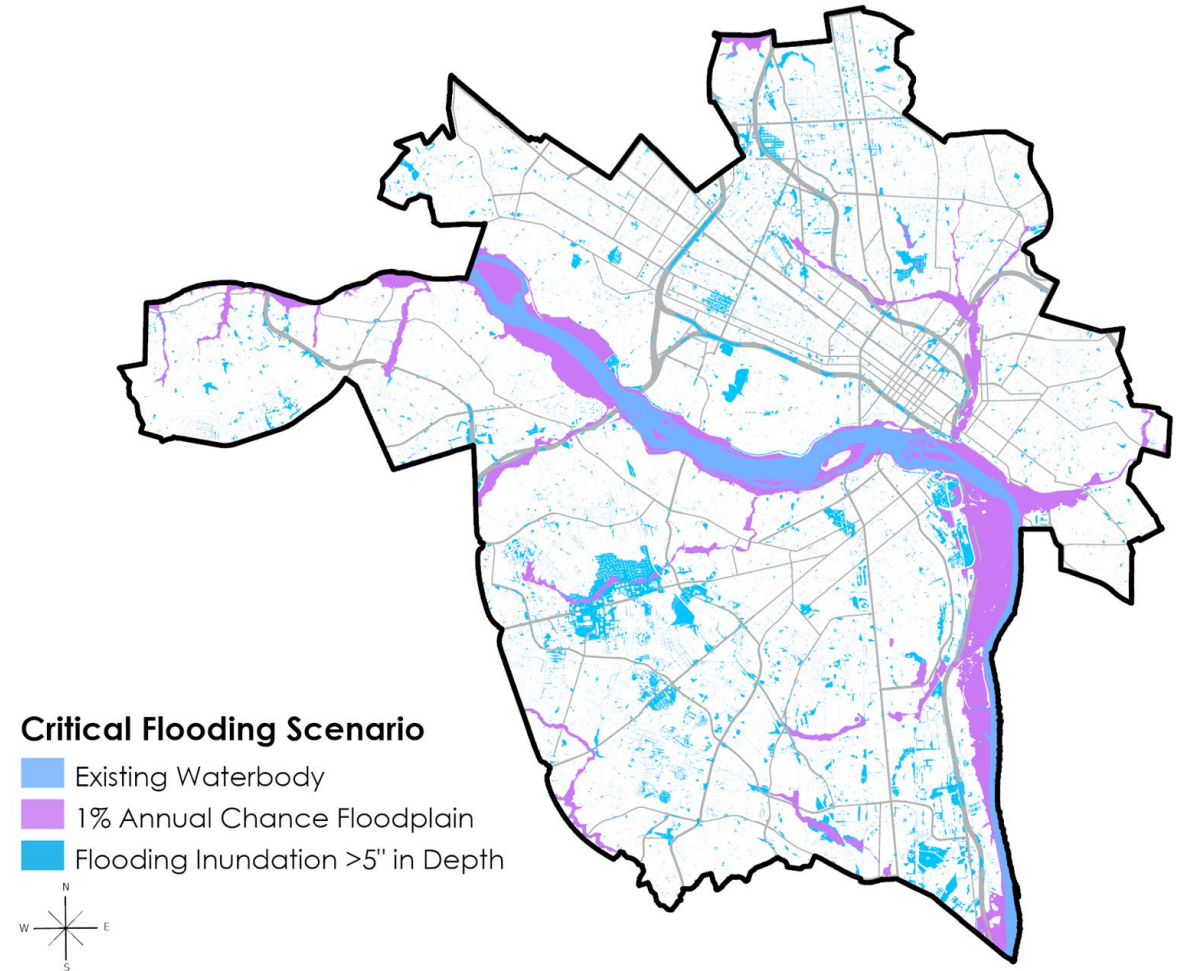 Critical Flooding Scenario
Existing Waterbody
1% Annual Chance Floodplain
Flooding Inundation >5" in Depth
N
W E
S